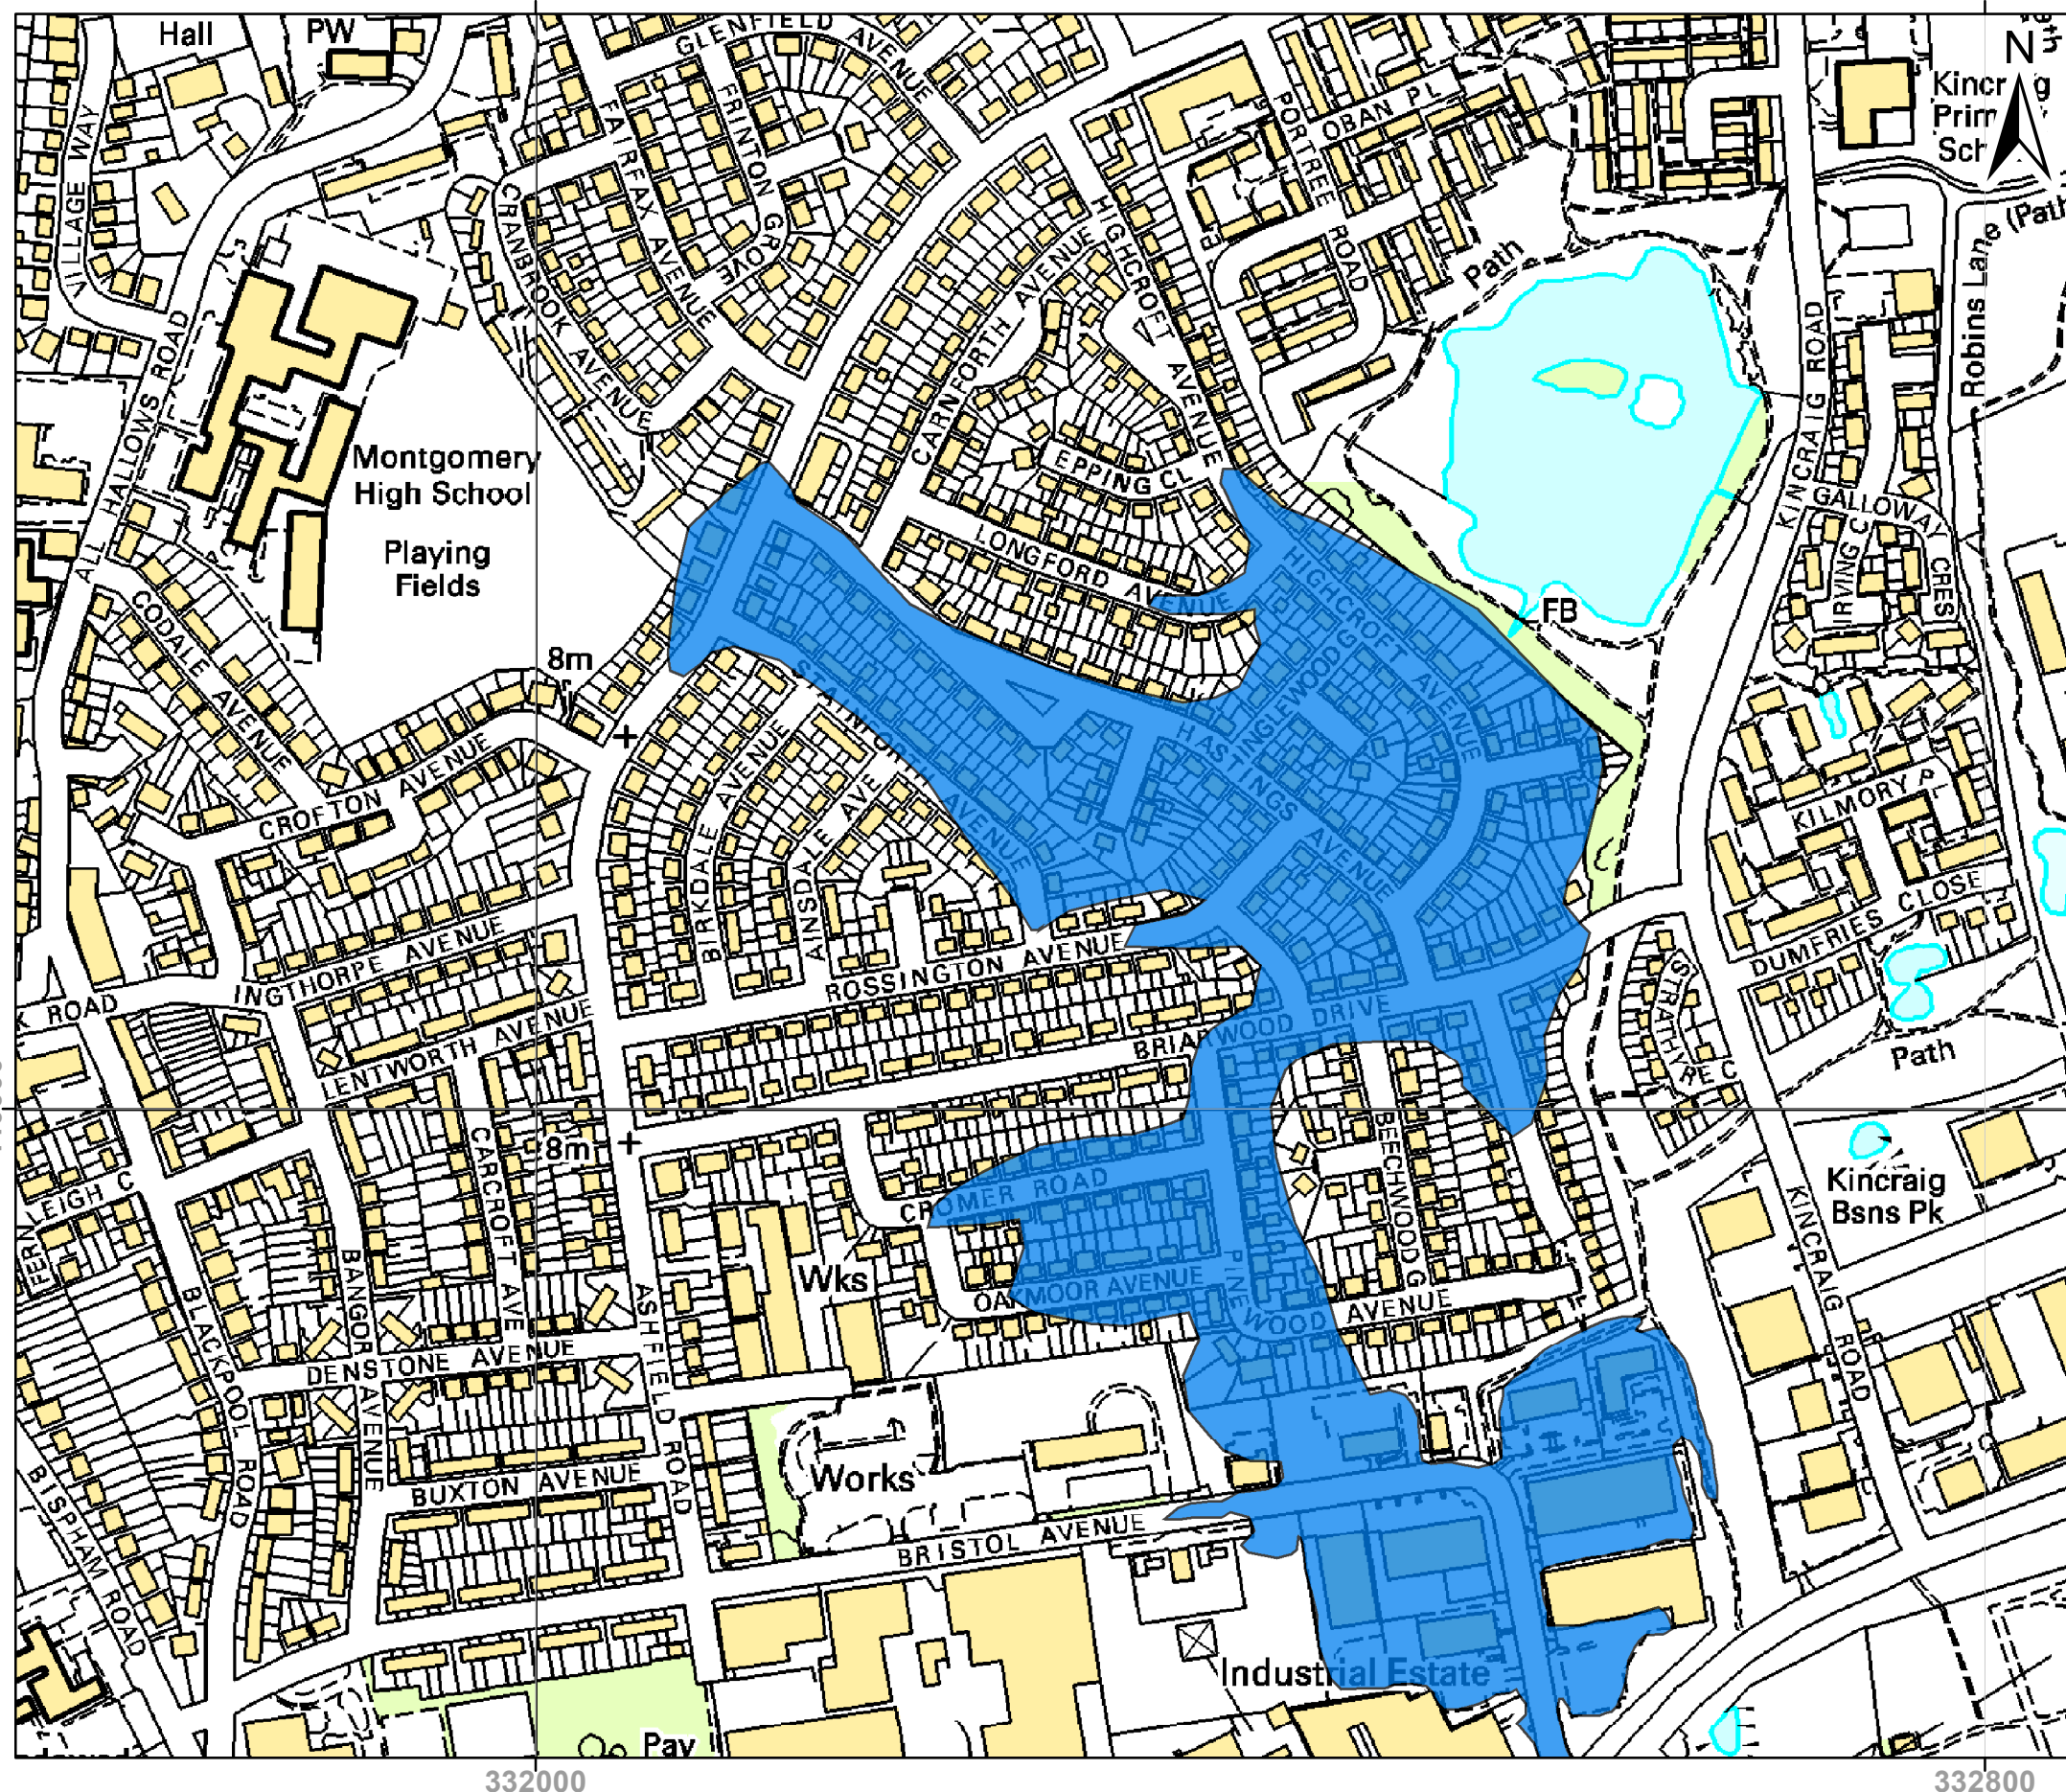 Hall
PW
GLENFIELD AVENUE
N
Kincr g
Prim
Sch
VILLAGE WAY
FAIRFAX AVENUE
FRINTON GROVE
HIGHCROFT AVENUE
PORTREE ROAD
OBAN PL
CRANBROOK AVENUE
Path
Robins Lane (Path
KINCRAIG ROAD
CARNFORTH AVENUE
ALL HALLOWS ROAD
Montgomery
High School
Playing
Fields
EPPING CL
LONGFORD AVENUE
GALLOWAY CRES
IRVING C
FB
CODALE AVENUE
8m
HIGHCROFT AVENUE
INGLEWOOD G
HASTINGS AVENUE
AVENUE
CROFTON AVENUE
BIRKDALE AVENUE
AINSDALE AVE
KILMORY P
DUMFRIES CLOSE
INGTHORPE AVENUE
ROSSINGTON AVENUE
K ROAD
LENTWORTH AVENUE
BRIARWOOD DRIVE
STRATHYRE C
Path
8m
CARCROFT AVE
BEECHWOOD G
LEIGH C
FERN
CROMER ROAD
Kincraig
Bsns Pk
KINCRAIG ROAD
Wks
OAKMOOR AVENUE
PINEWOOD AVENUE
BANGOR AVENUE
BLACKPOOL ROAD
ASHFIELD ROAD
DENSTONE AVENUE
BISPHAM ROAD
BUXTON AVENUE
Works
BRISTOL AVENUE
Industrial Estate
Pav
332000
332800